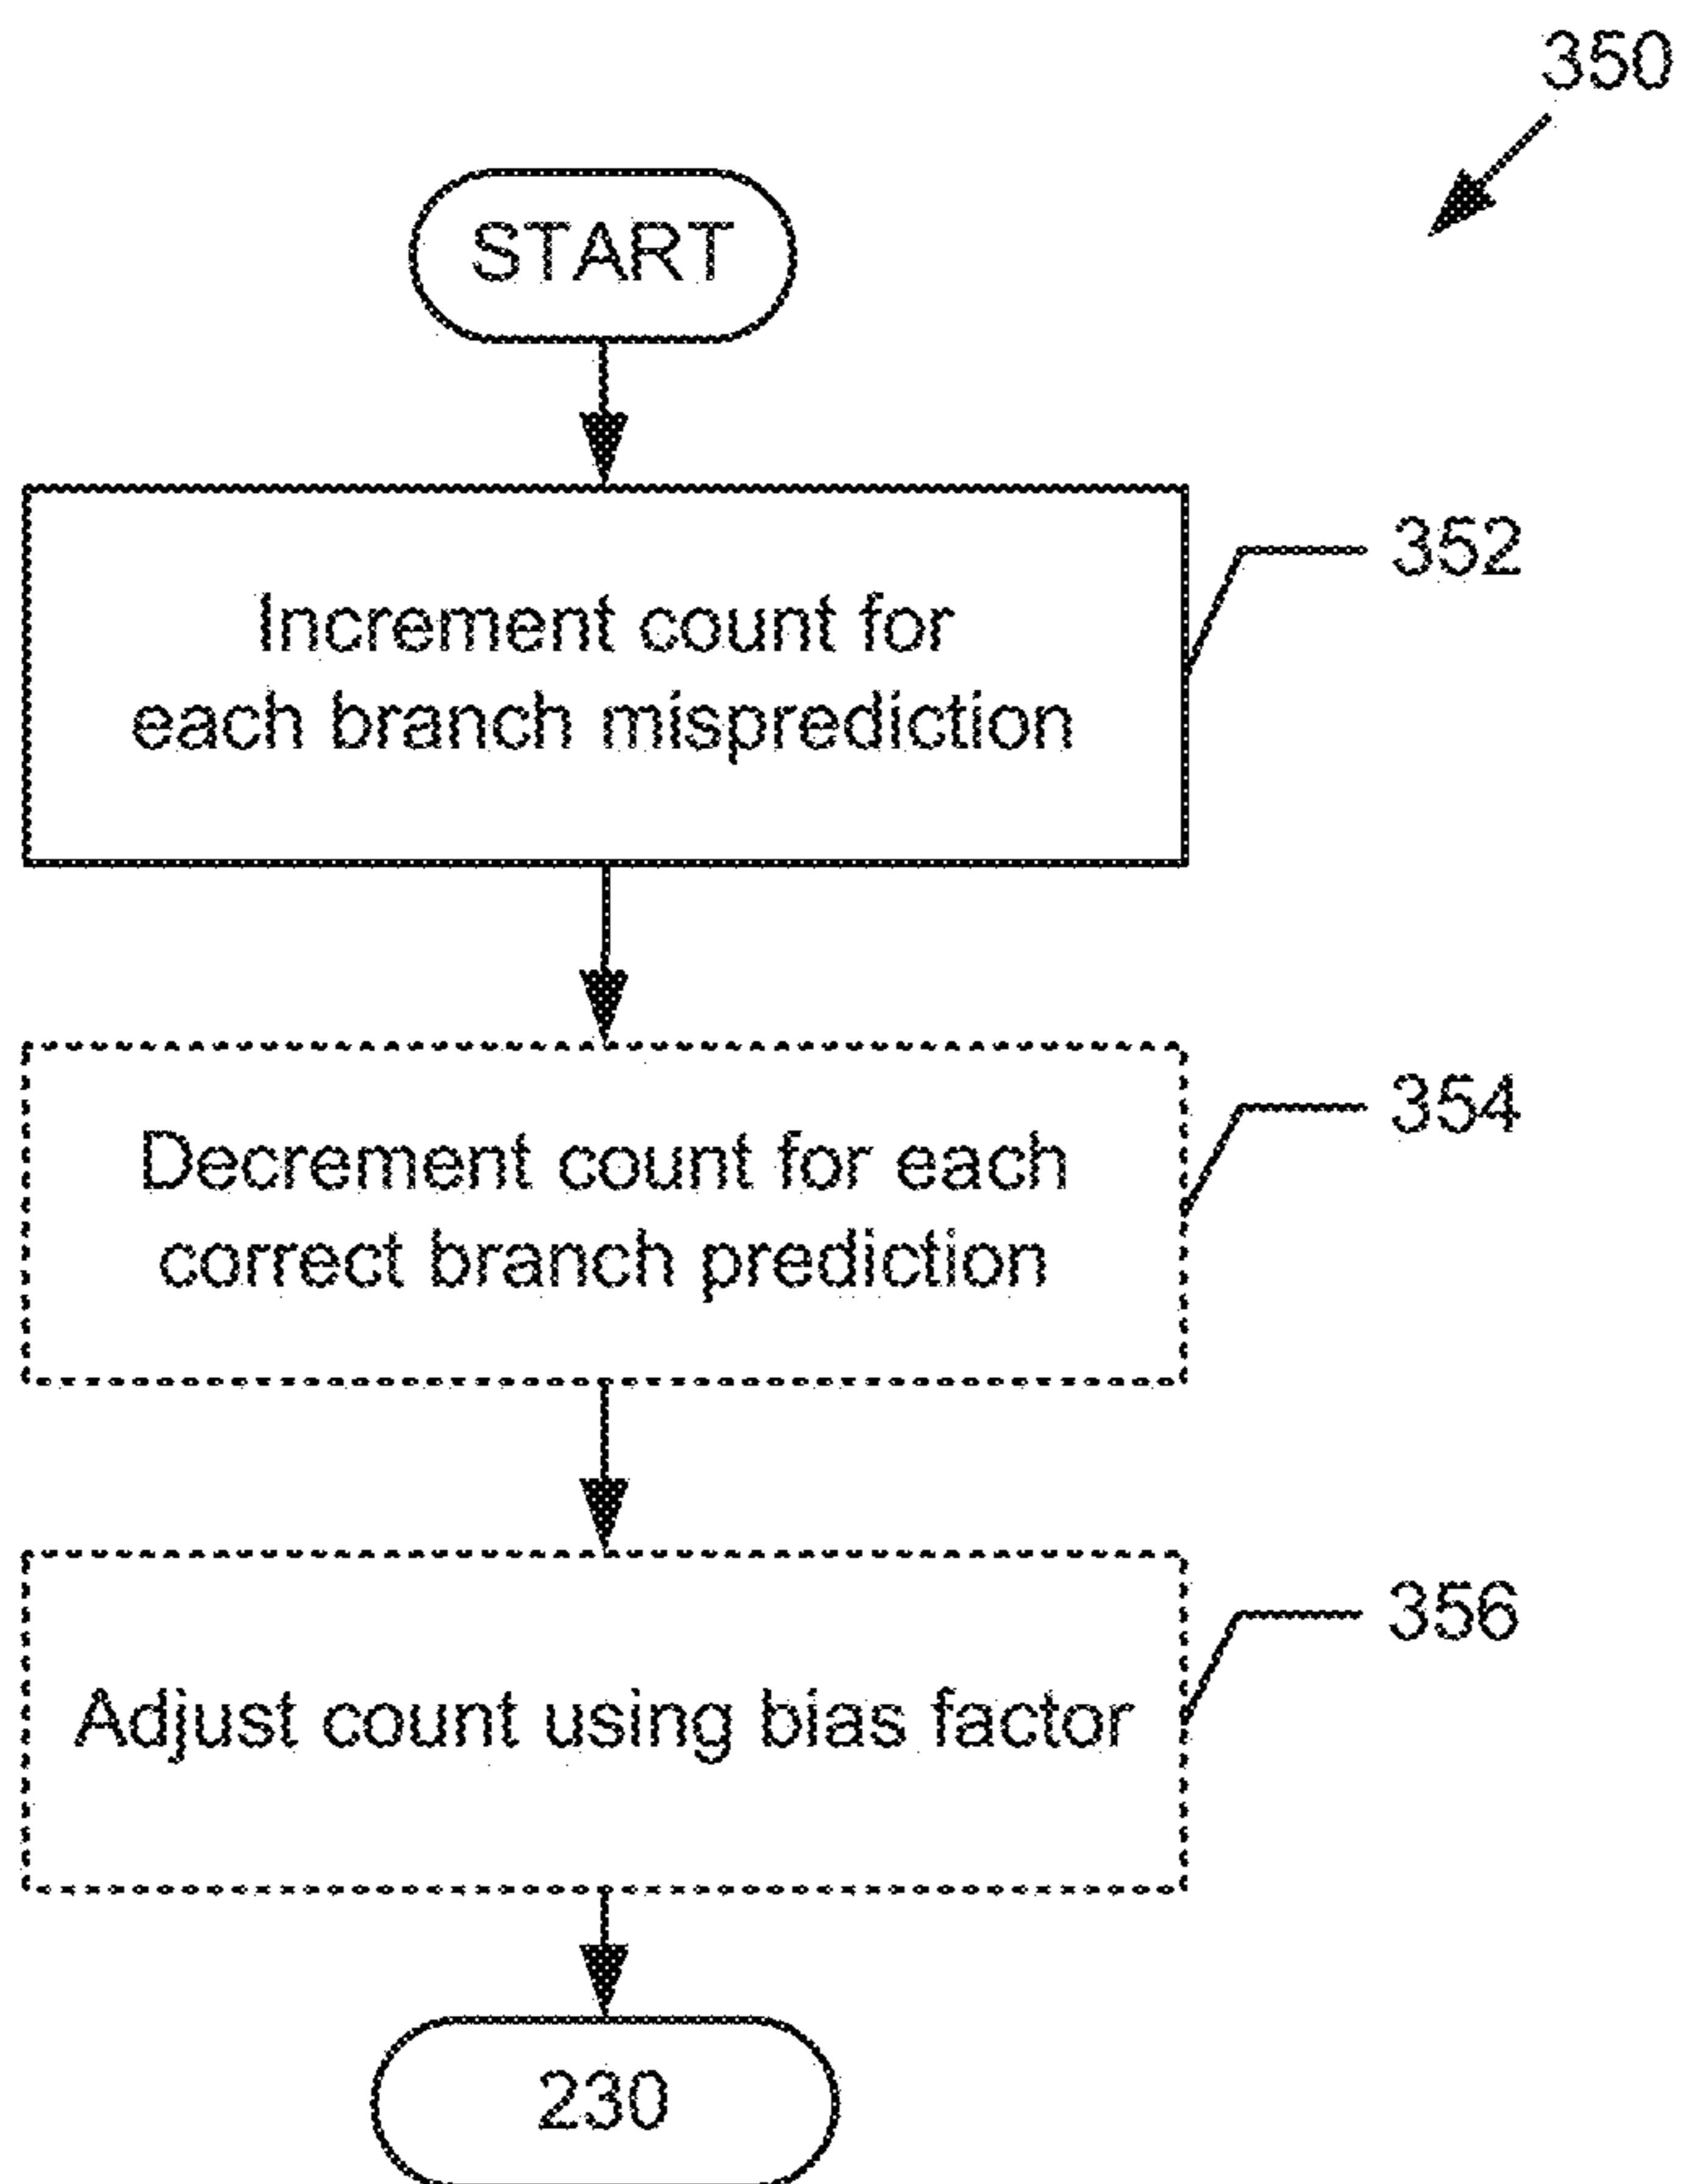 350
START
Increment count for
each branch misprediction
352
Decrement count for each
correct branch prediction
354
Adjust count using bias factor
356
230